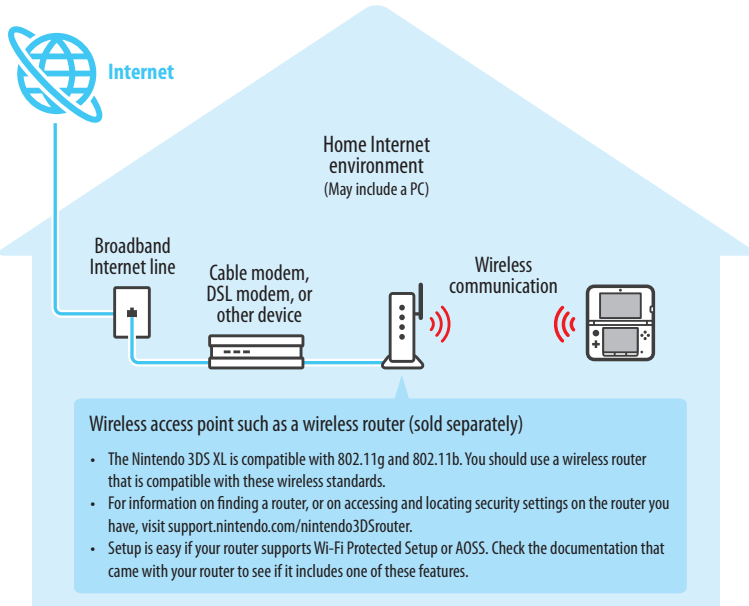 Internet
Home Internet
environment
(May include a PC)
Broadband
Internet line
Cable modem,
DSL modem, or
other device
Wireless
communication
Wireless access point such as a wireless router (sold separately)
• The Nintendo 3DS XL is compatible with 802.11g and 802.11b. You should use a wireless router
that is compatible with these wireless standards.
• For information on finding a router, or on accessing and locating security settings on the router you
have, visit support.nintendo.com/nintendo3DSrouter.
• Setup is easy if your router supports Wi-Fi Protected Setup or AOSS. Check the documentation that
came with your router to see if it includes one of these features.